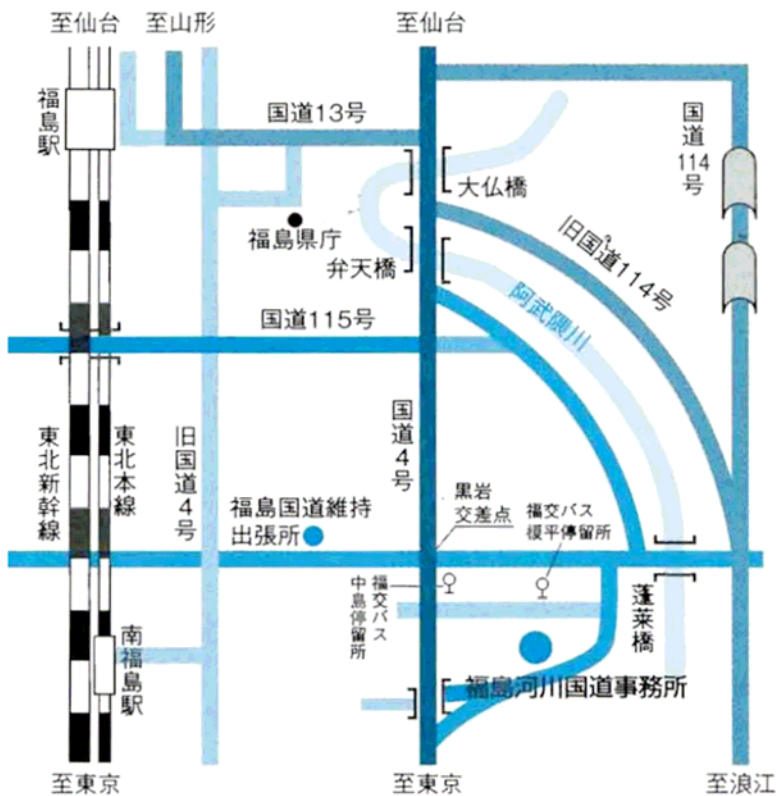 至仙台
至山形
至仙台
福島駅
国道13号
国道114号
大仏橋
福島県庁
弁天橋
旧国道114号
阿武隈川
国道115号
国道4号
東北新幹線
東北本線
旧国道4号
福島国道維持
出張所
黒岩
交差点
福交バス
榎平停留所
福交バス
中島停留所
蓬莱橋
南福島駅
福島河川国道事務所
至東京
至東京
至浪江